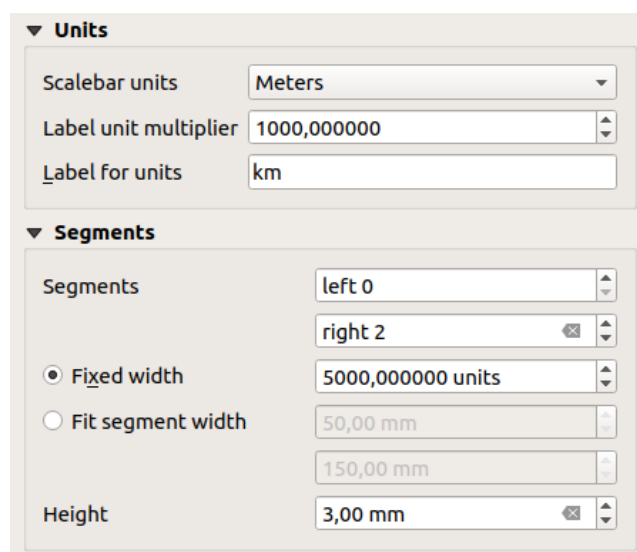 Units
Scalebar units Meters
Label unit multiplier 1000,000000
Label for units km
Segments
Segments left 0
right 2
Fixed width 5000,000000 units
Fit segment width 50,00 mm
150,00 mm
Height 3,00 mm